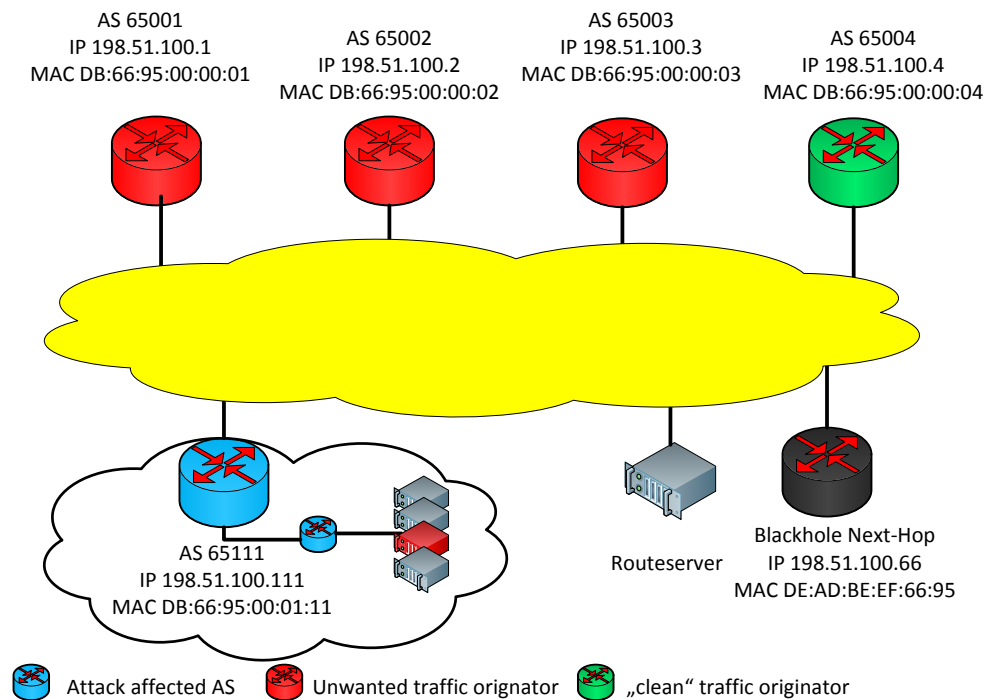 AS 65001
IP 198.51.100.1
MAC DB:66:95:00:00:01
AS 65002
IP 198.51.100.2
MAC DB:66:95:00:00:02
AS 65003
IP 198.51.100.3
MAC DB:66:95:00:00:03
AS 65004
IP 198.51.100.4
MAC DB:66:95:00:00:04
AS 65111
IP 198.51.100.111
MAC DB:66:95:00:01:11
Routeserver
Blackhole Next-Hop
IP 198.51.100.66
MAC DE:AD:BE:EF:66:95
Attack affected AS
Unwanted traffic orignator
„clean“ traffic originator